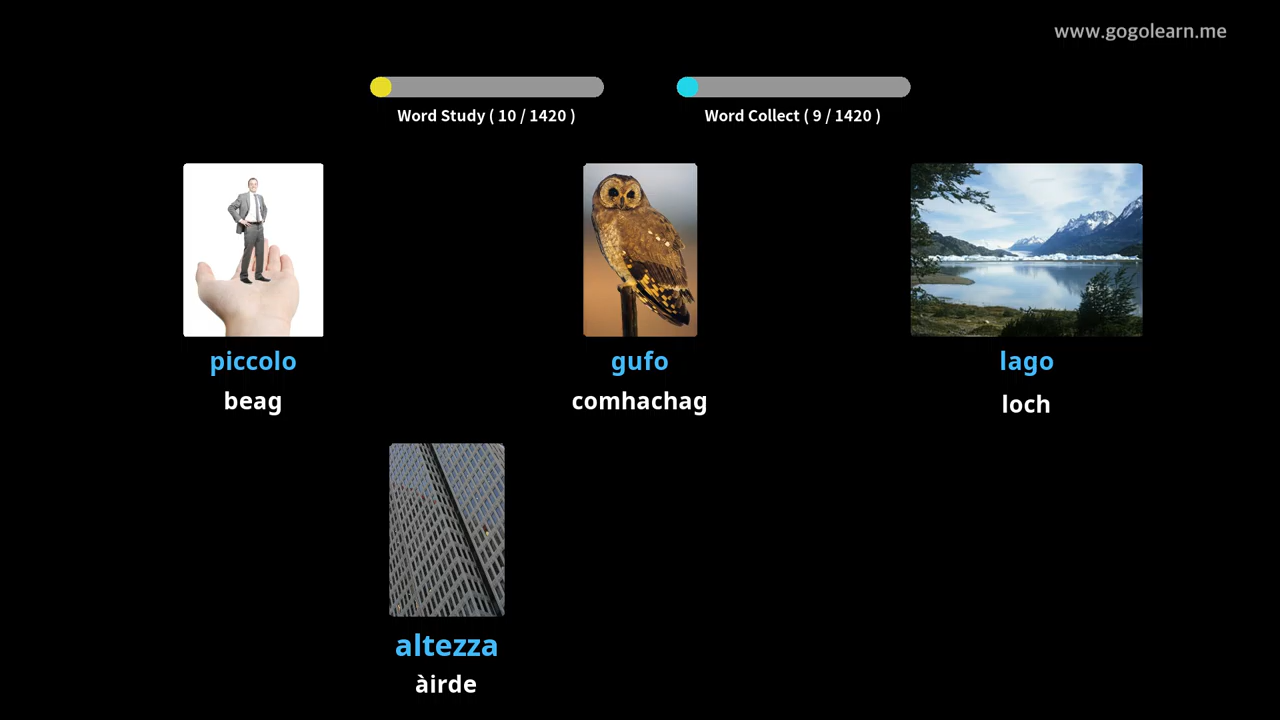 www.gogolearn.me
Word Study ( 10 / 1420 )
Word Collect ( 9 / 1420 )
piccolo
beag
gufo
comhachag
lago
loch
altezza
àirde